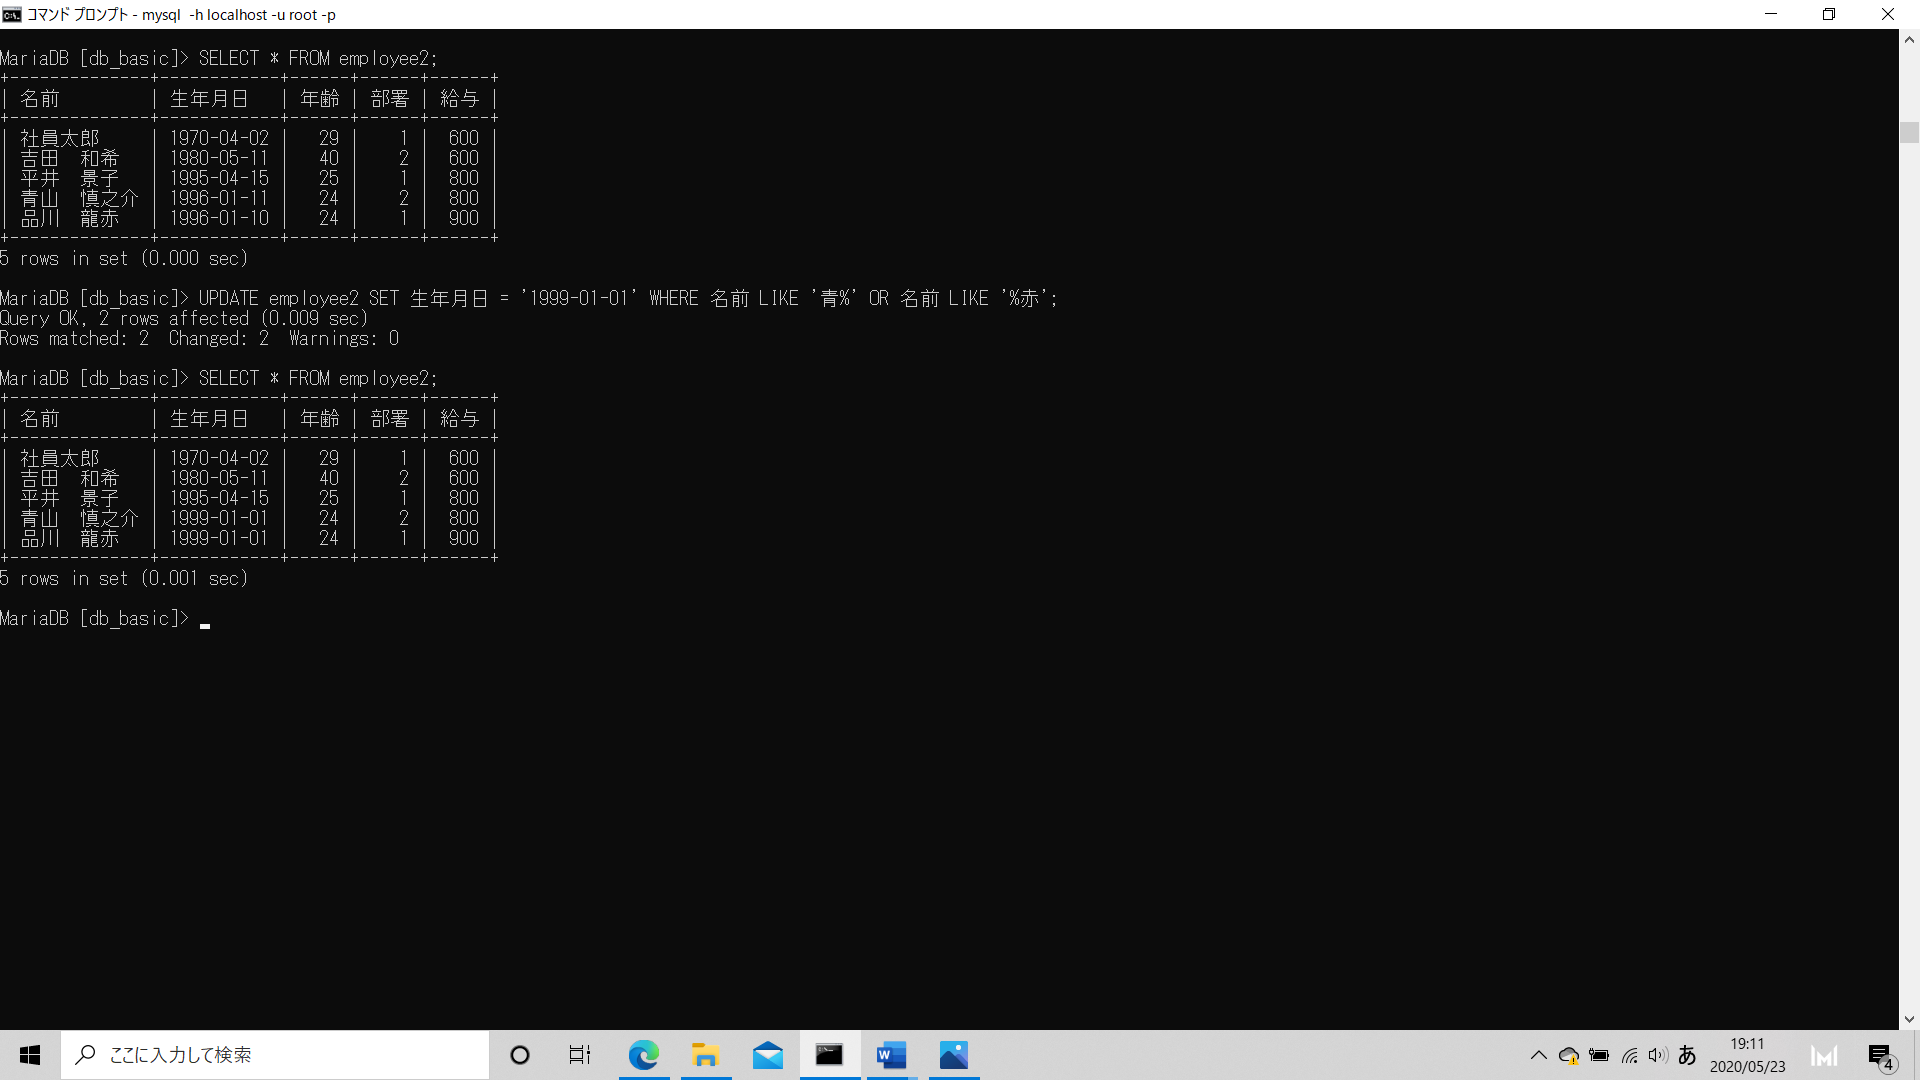 コマンド プロンプト - mysql  -h localhost -u root -p
MariaDB [db_basic]> SELECT * FROM employee2;
+--------------+------------+------+------+------+
| 名前         | 生年月日   | 年齢 | 部署 | 給与 |
+--------------+------------+------+------+------+
| 社員太郎     | 1970-04-02 |   29 |    1 |  600 |
| 吉田　和希   | 1980-05-11 |   40 |    2 |  600 |
| 平井　景子   | 1995-04-15 |   25 |    1 |  800 |
| 青山　慎之介 | 1996-01-11 |   24 |    2 |  800 |
| 品川　龍赤   | 1996-01-10 |   24 |    1 |  900 |
+--------------+------------+------+------+------+
5 rows in set (0.000 sec)
MariaDB [db_basic]> UPDATE employee2 SET 生年月日 = '1999-01-01' WHERE 名前 LIKE '青%' OR 名前 LIKE '%赤';
Query OK, 2 rows affected (0.009 sec)
Rows matched: 2  Changed: 2  Warnings: 0
MariaDB [db_basic]> SELECT * FROM employee2;
+--------------+------------+------+------+------+
| 名前         | 生年月日   | 年齢 | 部署 | 給与 |
+--------------+------------+------+------+------+
| 社員太郎     | 1970-04-02 |   29 |    1 |  600 |
| 吉田　和希   | 1980-05-11 |   40 |    2 |  600 |
| 平井　景子   | 1995-04-15 |   25 |    1 |  800 |
| 青山　慎之介 | 1999-01-01 |   24 |    2 |  800 |
| 品川　龍赤   | 1999-01-01 |   24 |    1 |  900 |
+--------------+------------+------+------+------+
5 rows in set (0.001 sec)
MariaDB [db_basic]>
ここに入力して検索
あ
19:11
2020/05/23
4